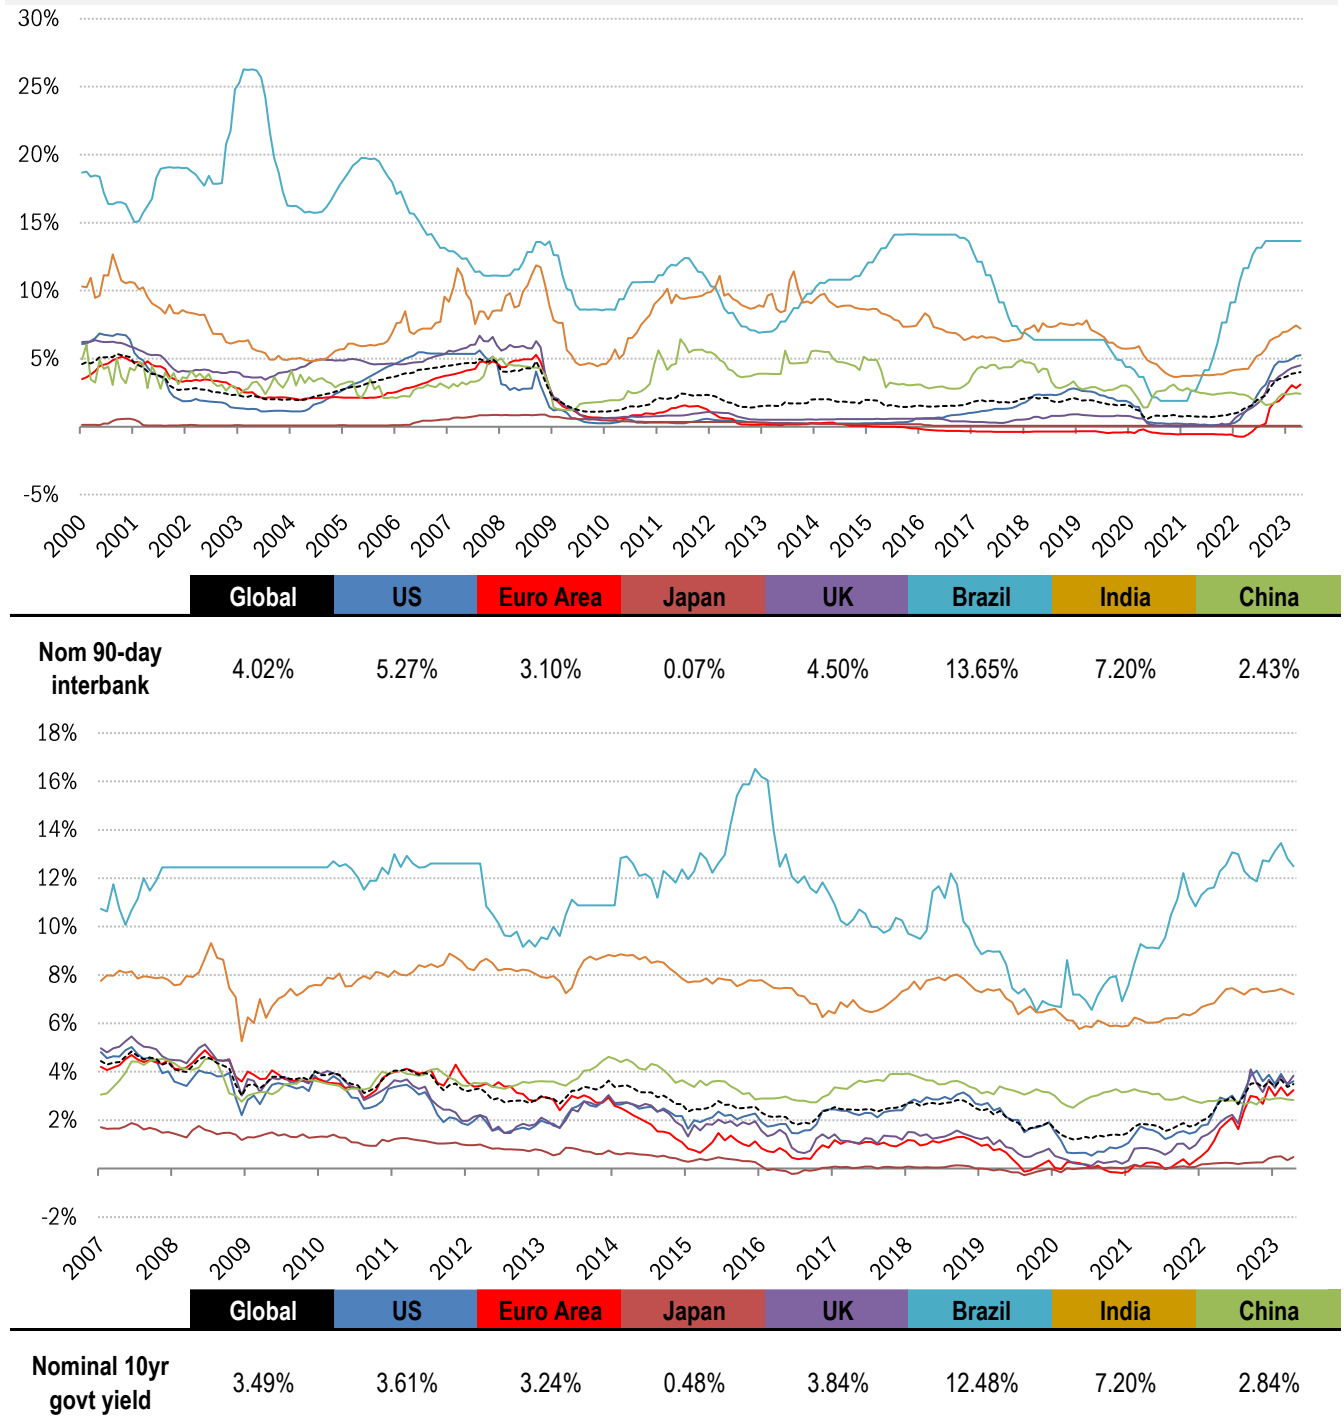 30%
25%
20%
15%
10%
5%
-5%
2000 2001 2002 2003 2004 2005 2006 2007 2008 2009 2010 2011 2012 2013 2014 2015 2016 2017 2018 2019 2020 2021 2022 2023
Global US Euro Area Japan UK Brazil India China
Nom 90-day
interbank
4.02% 5.27% 3.10% 0.07% 4.50% 13.65% 7.20% 2.43%
18%
16%
14%
12%
10%
8%
6%
4%
2%
-2%
2007 2008 2009 2010 2011 2012 2013 2014 2015 2016 2017 2018 2019 2020 2021 2022 2023
Global US Euro Area Japan UK Brazil India China
Nominal 10yr
govt yield
3.49% 3.61% 3.24% 0.48% 3.84% 12.48% 7.20% 2.84%